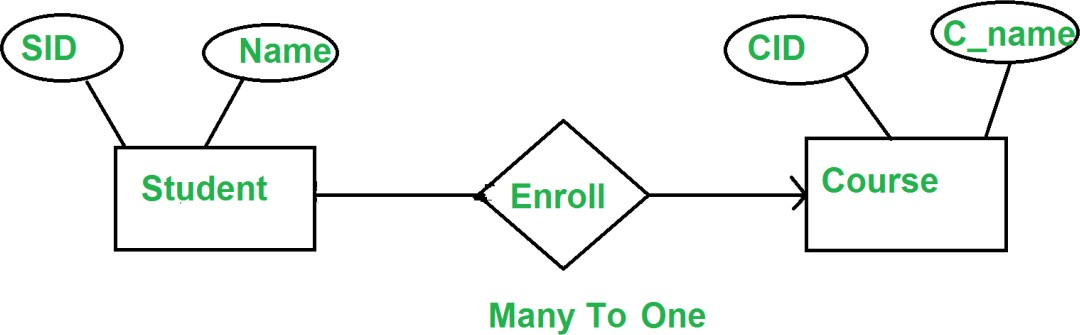 SID
Name
CID
C_name
Student
Enroll
Course
Many To One